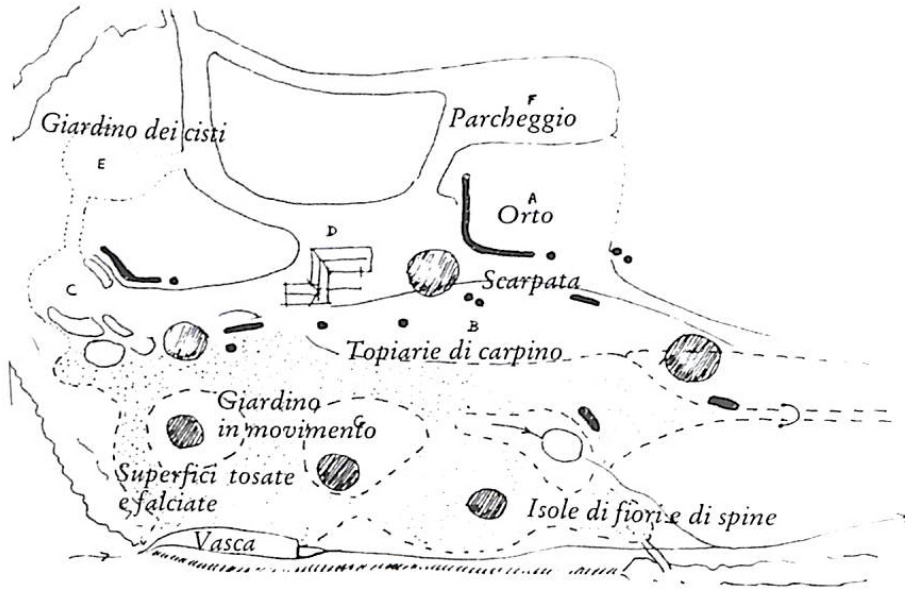 F
Parcheggio
Giardino dei cisti
E
A
Orto
D
Scarpata
C
B
Topiarie di carpino
Giardino
in movimento
G
Superfici tosate
e falciate
Isole di fiori e di spine
Vasca